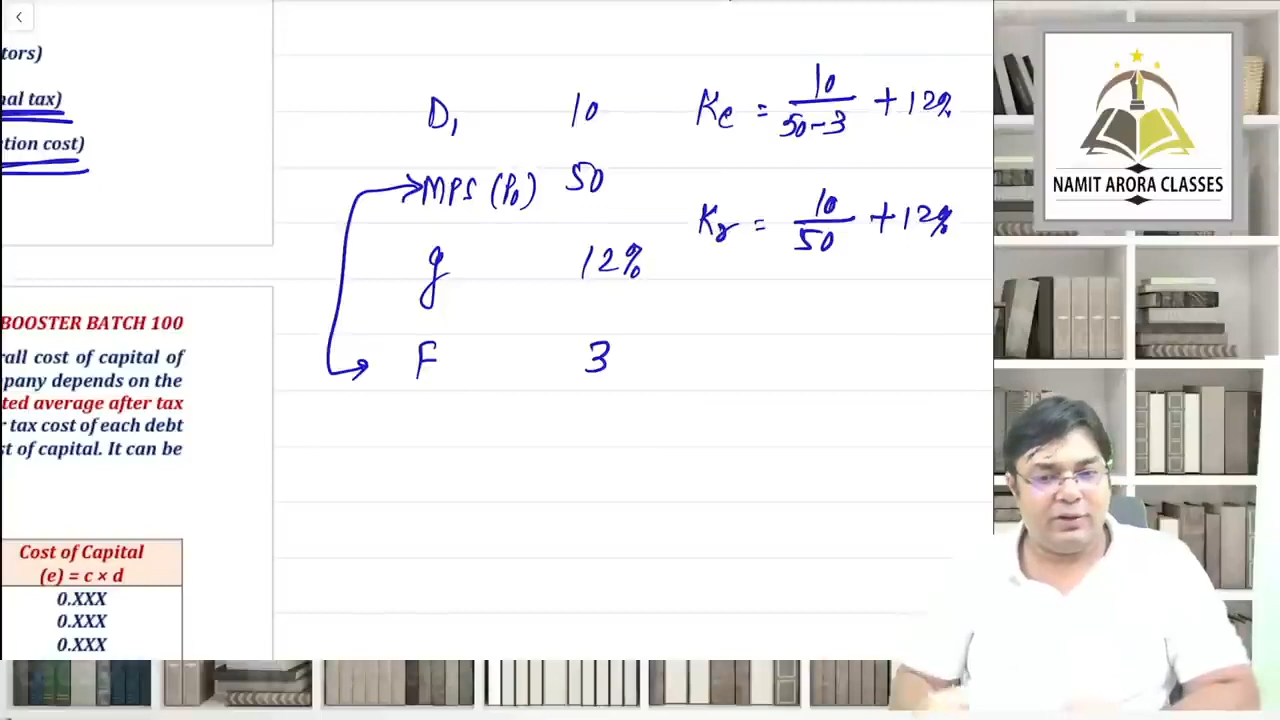 tors)
nal tax)
tion cost)
BOOSTER BATCH 100
rall cost of capital of
pany depends on the
ted average after tax
r tax cost of each debt
st of capital. It can be
Cost of Capital
(e) = c × d
0.XXX
0.XXX
0.XXX
D₁ 10
MPS (P₀) 50
g 12%
F 3
Ke = 10/50-3 + 12%
Kr = 10/50 + 12%
NAMIT ARORA CLASSES